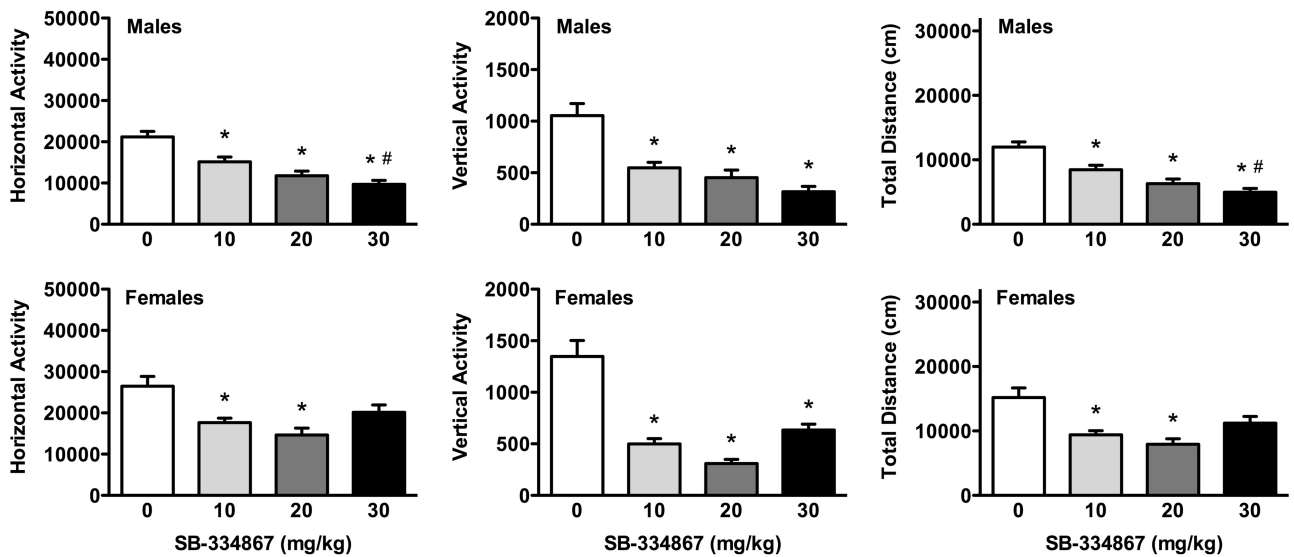 Males
Horizontal Activity
50000
40000
30000
20000
10000
0
*
*
* #
0 10 20 30
Males
Vertical Activity
2000
1500
1000
500
0
*
*
*
0 10 20 30
Males
Total Distance (cm)
30000
20000
10000
0
*
*
* #
0 10 20 30
Females
Horizontal Activity
50000
40000
30000
20000
10000
0
*
*
0 10 20 30
SB-334867 (mg/kg)
Females
Vertical Activity
2000
1500
1000
500
0
*
*
*
0 10 20 30
SB-334867 (mg/kg)
Females
Total Distance (cm)
30000
20000
10000
0
*
*
0 10 20 30
SB-334867 (mg/kg)